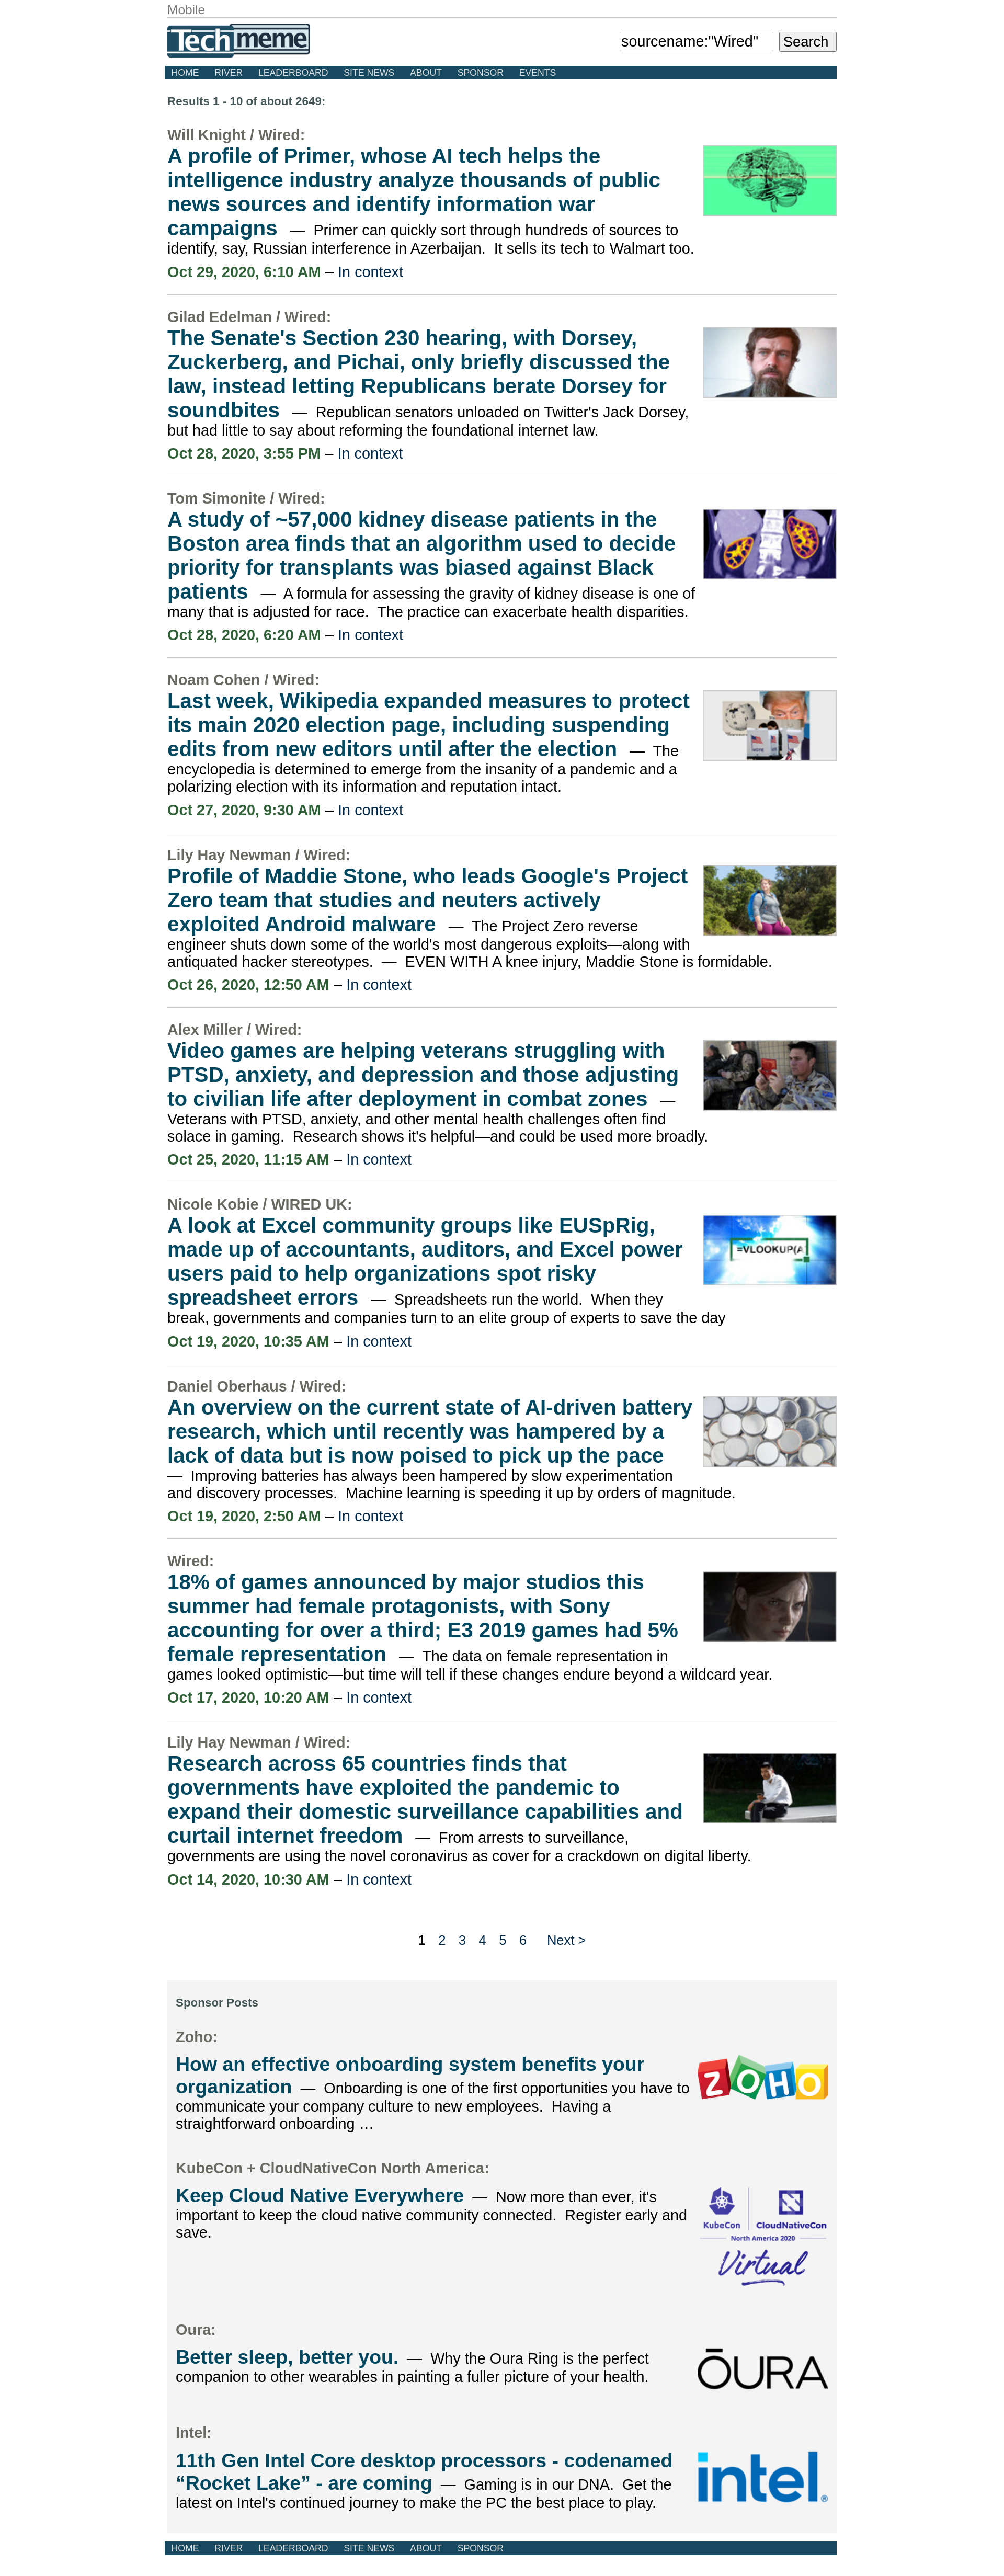 Mobile
Techmeme
sourcename:"Wired" Search
HOME RIVER LEADERBOARD SITE NEWS ABOUT SPONSOR EVENTS
Results 1 - 10 of about 2649:
Will Knight / Wired:
A profile of Primer, whose AI tech helps the
intelligence industry analyze thousands of public
news sources and identify information war
campaigns — Primer can quickly sort through hundreds of sources to
identify, say, Russian interference in Azerbaijan. It sells its tech to Walmart too.
Oct 29, 2020, 6:10 AM – In context
Gilad Edelman / Wired:
The Senate's Section 230 hearing, with Dorsey,
Zuckerberg, and Pichai, only briefly discussed the
law, instead letting Republicans berate Dorsey for
soundbites — Republican senators unloaded on Twitter's Jack Dorsey,
but had little to say about reforming the foundational internet law.
Oct 28, 2020, 3:55 PM – In context
Tom Simonite / Wired:
A study of ~57,000 kidney disease patients in the
Boston area finds that an algorithm used to decide
priority for transplants was biased against Black
patients — A formula for assessing the gravity of kidney disease is one of
many that is adjusted for race. The practice can exacerbate health disparities.
Oct 28, 2020, 6:20 AM – In context
Noam Cohen / Wired:
Last week, Wikipedia expanded measures to protect
its main 2020 election page, including suspending
edits from new editors until after the election — The
encyclopedia is determined to emerge from the insanity of a pandemic and a
polarizing election with its information and reputation intact.
Oct 27, 2020, 9:30 AM – In context
Lily Hay Newman / Wired:
Profile of Maddie Stone, who leads Google's Project
Zero team that studies and neuters actively
exploited Android malware — The Project Zero reverse
engineer shuts down some of the world's most dangerous exploits—along with
antiquated hacker stereotypes. — EVEN WITH A knee injury, Maddie Stone is formidable.
Oct 26, 2020, 12:50 AM – In context
Alex Miller / Wired:
Video games are helping veterans struggling with
PTSD, anxiety, and depression and those adjusting
to civilian life after deployment in combat zones —
Veterans with PTSD, anxiety, and other mental health challenges often find
solace in gaming. Research shows it's helpful—and could be used more broadly.
Oct 25, 2020, 11:15 AM – In context
Nicole Kobie / WIRED UK:
A look at Excel community groups like EUSpRig,
made up of accountants, auditors, and Excel power
users paid to help organizations spot risky
spreadsheet errors — Spreadsheets run the world. When they
break, governments and companies turn to an elite group of experts to save the day
=VLOOKUP(A
Oct 19, 2020, 10:35 AM – In context
Daniel Oberhaus / Wired:
An overview on the current state of AI-driven battery
research, which until recently was hampered by a
lack of data but is now poised to pick up the pace
— Improving batteries has always been hampered by slow experimentation
and discovery processes. Machine learning is speeding it up by orders of magnitude.
Oct 19, 2020, 2:50 AM – In context
Wired:
18% of games announced by major studios this
summer had female protagonists, with Sony
accounting for over a third; E3 2019 games had 5%
female representation — The data on female representation in
games looked optimistic—but time will tell if these changes endure beyond a wildcard year.
Oct 17, 2020, 10:20 AM – In context
Lily Hay Newman / Wired:
Research across 65 countries finds that
governments have exploited the pandemic to
expand their domestic surveillance capabilities and
curtail internet freedom — From arrests to surveillance,
governments are using the novel coronavirus as cover for a crackdown on digital liberty.
Oct 14, 2020, 10:30 AM – In context
1 2 3 4 5 6 Next >
Sponsor Posts
Zoho:
How an effective onboarding system benefits your
organization — Onboarding is one of the first opportunities you have to
communicate your company culture to new employees. Having a
straightforward onboarding …
ZOHO
KubeCon + CloudNativeCon North America:
Keep Cloud Native Everywhere — Now more than ever, it's
important to keep the cloud native community connected. Register early and
save.
KubeCon CloudNativeCon
North America 2020
Virtual
Oura:
Better sleep, better you. — Why the Oura Ring is the perfect
companion to other wearables in painting a fuller picture of your health.
ŌURA
Intel:
11th Gen Intel Core desktop processors - codenamed
“Rocket Lake” - are coming — Gaming is in our DNA. Get the
latest on Intel's continued journey to make the PC the best place to play.
intel®
HOME RIVER LEADERBOARD SITE NEWS ABOUT SPONSOR